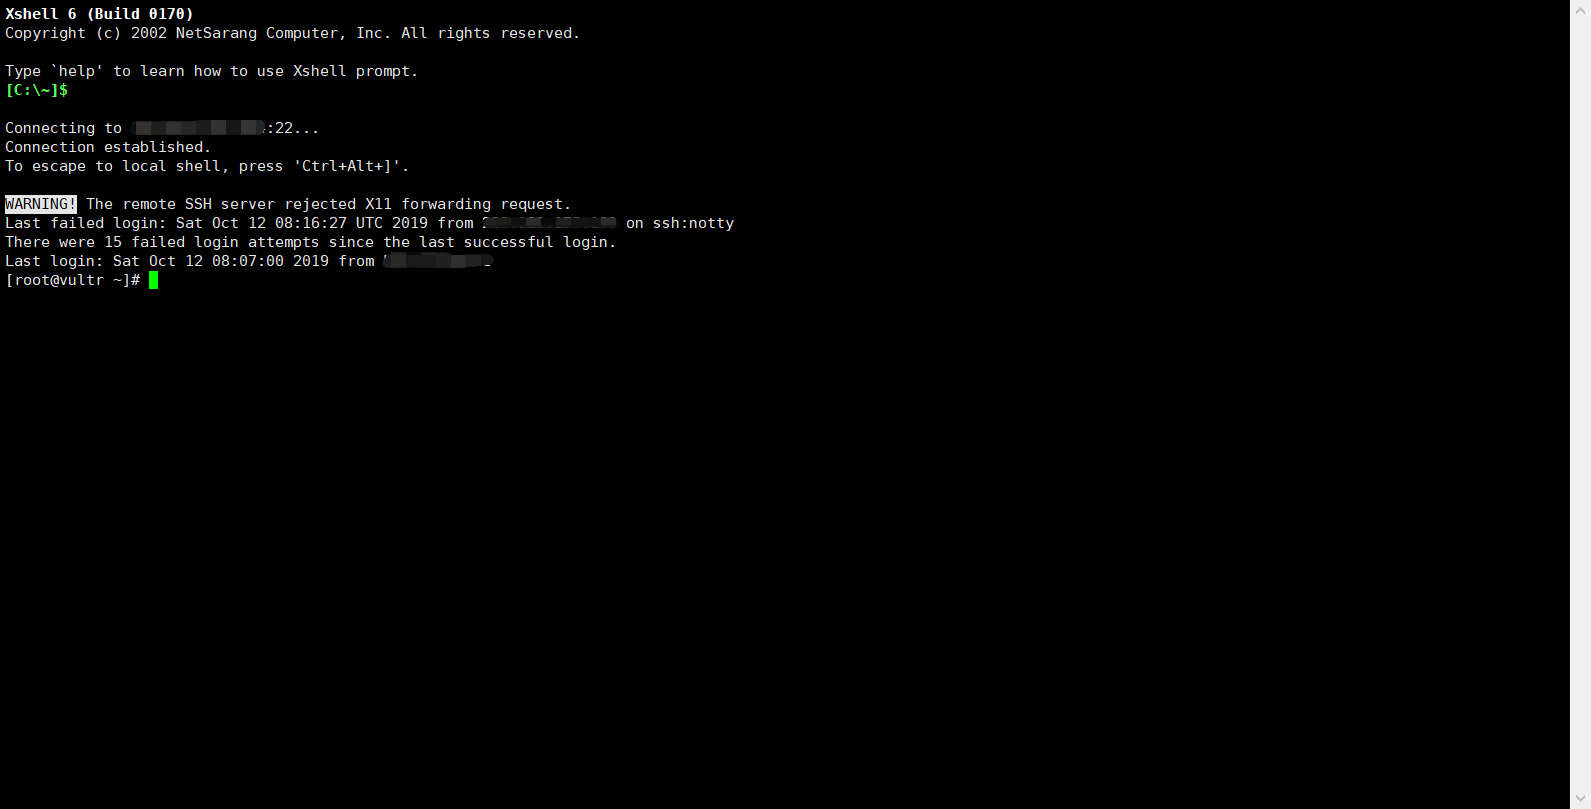 Xshell 6 (Build 0170)
Copyright (c) 2002 NetSarang Computer, Inc. All rights reserved.
Type `help' to learn how to use Xshell prompt.
[C:\~]$
Connecting to :22...
Connection established.
To escape to local shell, press 'Ctrl+Alt+]'.
WARNING! The remote SSH server rejected X11 forwarding request.
Last failed login: Sat Oct 12 08:16:27 UTC 2019 from on ssh:notty
There were 15 failed login attempts since the last successful login.
Last login: Sat Oct 12 08:07:00 2019 from
[root@vultr ~]#